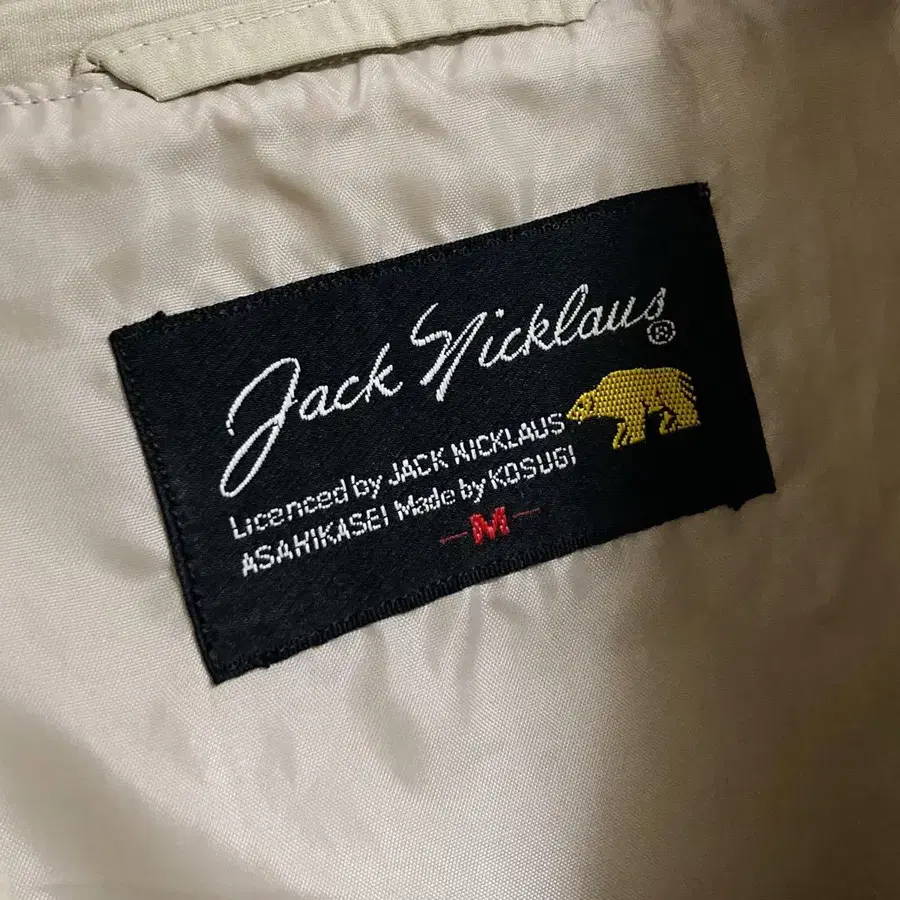 Jack Nicklaus®
Licenced by JACK NICKLAUS
ASAHIKASEI Made by KOSUGI
-M-